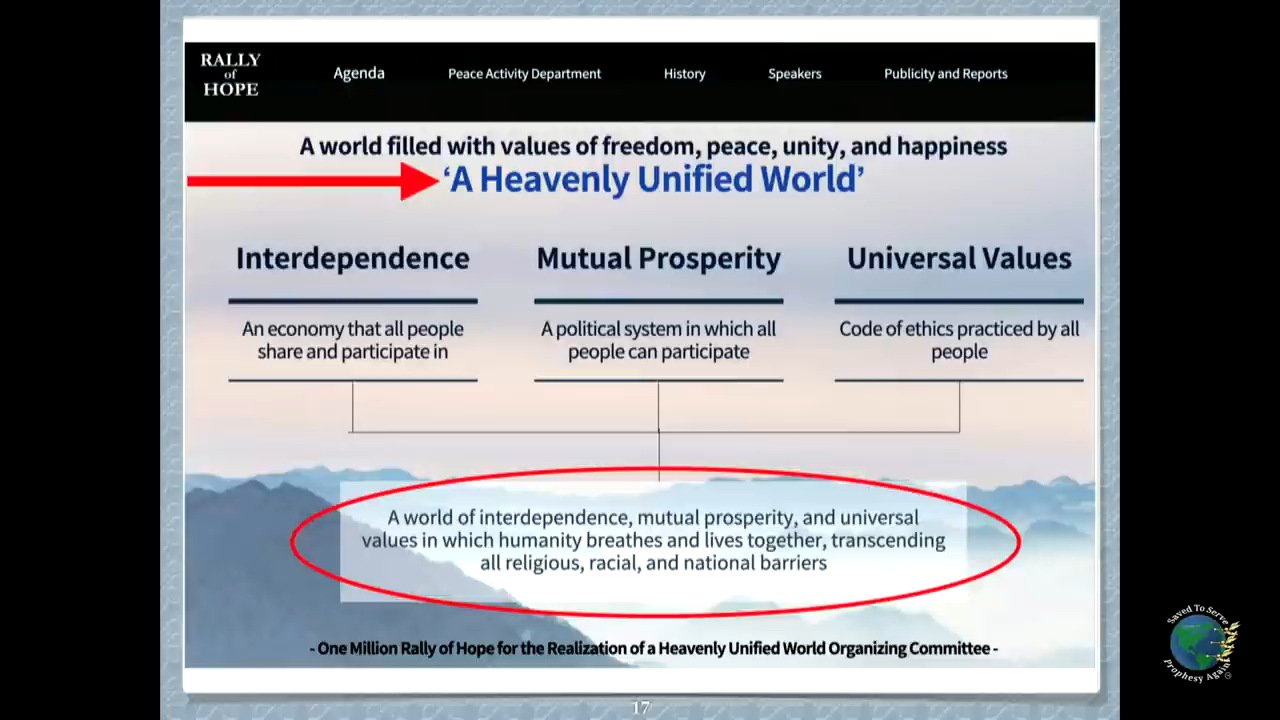 RALLY
of
HOPE
Agenda
Peace Activity Department
History
Speakers
Publicity and Reports
A world filled with values of freedom, peace, unity, and happiness
‘A Heavenly Unified World’
Interdependence
An economy that all people
share and participate in
Mutual Prosperity
A political system in which all
people can participate
Universal Values
Code of ethics practiced by all
people
A world of interdependence, mutual prosperity, and universal
values in which humanity breathes and lives together, transcending
all religious, racial, and national barriers
- One Million Rally of Hope for the Realization of a Heavenly Unified World Organizing Committee -
17
Saved To Serve
Prophesy Again